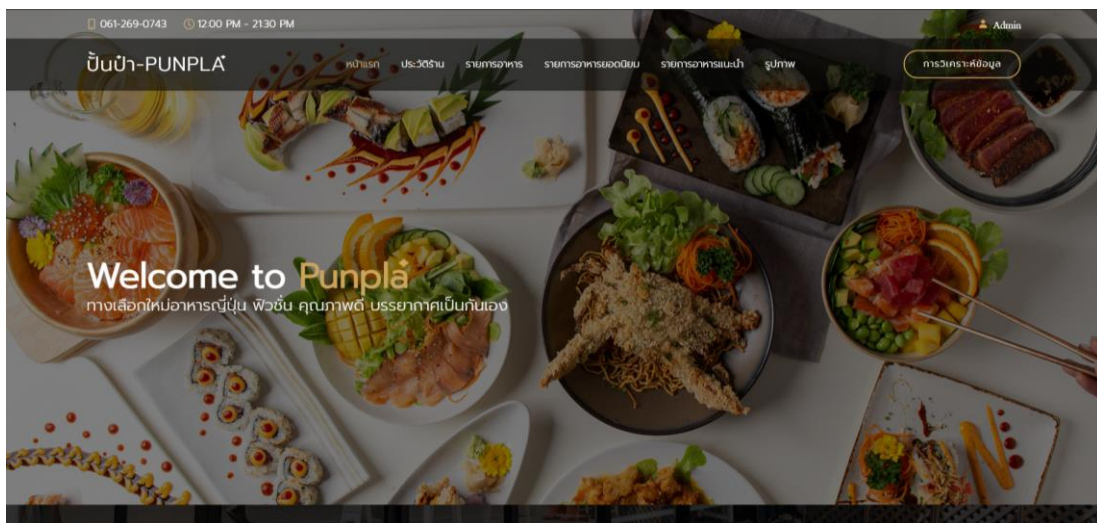 061-269-0743 12:00 PM - 21:30 PM Admin
ปั้นป๋า-PUNPLA๋ หน้าแรก ประวัติร้าน รายการอาหาร รายการอาหารยอดนิยม รายการอาหารแนะนำ รูปภาพ การวิเคราะห์ข้อมูล
Welcome to Punpla๋
ทางเลือกใหม่อาหารญี่ปุ่น ฟิวชั่น คุณภาพดี บรรยากาศเป็นกันเอง